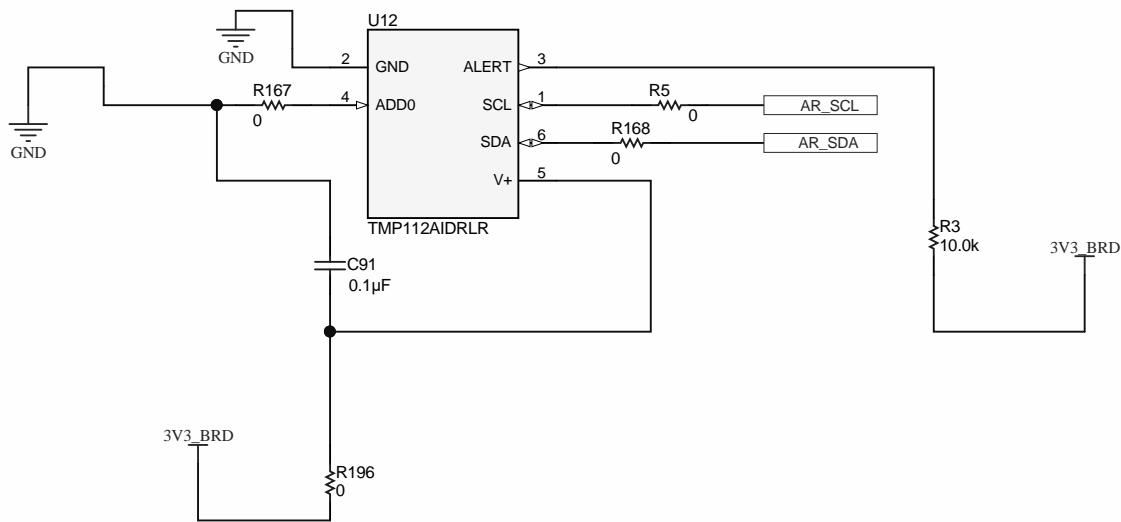 U12
GND
2 GND ALERT 3
R167
4 ADD0 SCL 1 R5 AR_SCL
0 0
GND
SDA 6 R168 AR_SDA
0
V+ 5
TMP112AIDRLR
R3
10.0k 3V3_BRD
C91
0.1µF
3V3_BRD
R196
0